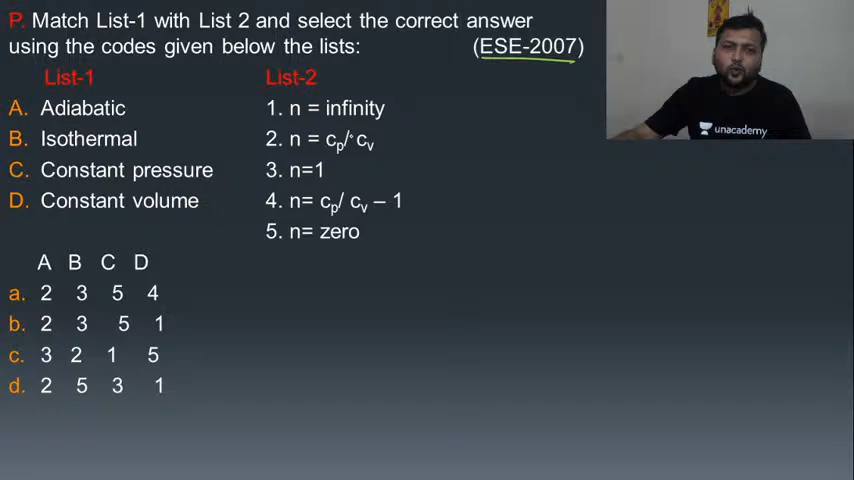 P. Match List-1 with List 2 and select the correct answer
using the codes given below the lists: (ESE-2007)
List-1 List-2
A. Adiabatic 1. n = infinity
B. Isothermal 2. n = cp/ cv
C. Constant pressure 3. n=1
D. Constant volume 4. n= cp/ cv – 1
5. n= zero
A B C D
a. 2 3 5 4
b. 2 3 5 1
c. 3 2 1 5
d. 2 5 3 1
unacademy